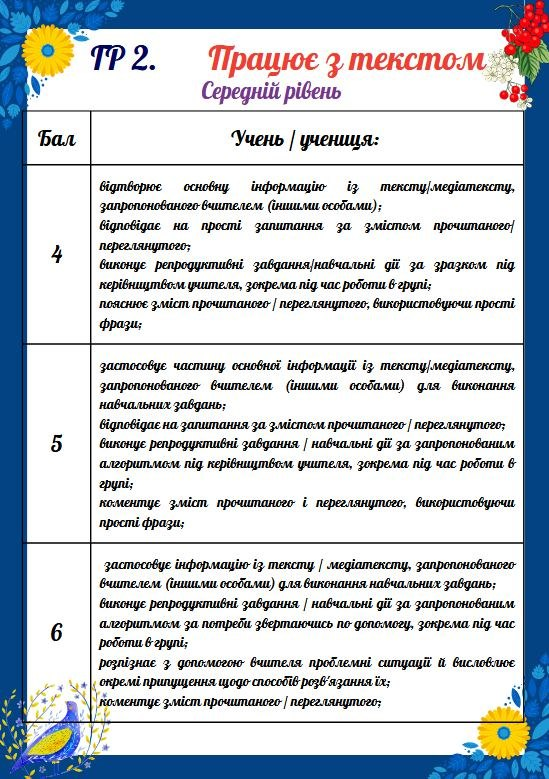 ГР 2. Працює з текстом
Середній рівень
Бал
Учень / учениця:
4
відтворює основну інформацію із тексту/медіатексту,
запропонованого вчителем (іншими особами);
відповідає на прості запитання за змістом прочитаного/
переглянутого;
виконує репродуктивні завдання/навчальні дії за зразком під
керівництвом учителя, зокрема під час роботи в групі;
пояснює зміст прочитаного / переглянутого, використовуючи прості
фрази;
5
застосовує частину основної інформації із тексту/медіатексту,
запропонованого вчителем (іншими особами) для виконання
навчальних завдань;
відповідає на запитання за змістом прочитаного / переглянутого;
виконує репродуктивні завдання / навчальні дії за запропонованим
алгоритмом під керівництвом учителя, зокрема під час роботи в
групі;
коментує зміст прочитаного і переглянутого, використовуючи
прості фрази;
6
застосовує інформацію із тексту / медіатексту, запропонованого
вчителем (іншими особами) для виконання навчальних завдань;
виконує репродуктивні завдання / навчальні дії за запропонованим
алгоритмом за потреби звертаючись по допомогу, зокрема під час
роботи в групі;
розпізнає з допомогою вчителя проблемні ситуації й висловлює
окремі припущення щодо способів розв'язання їх;
коментує зміст прочитаного / переглянутого;